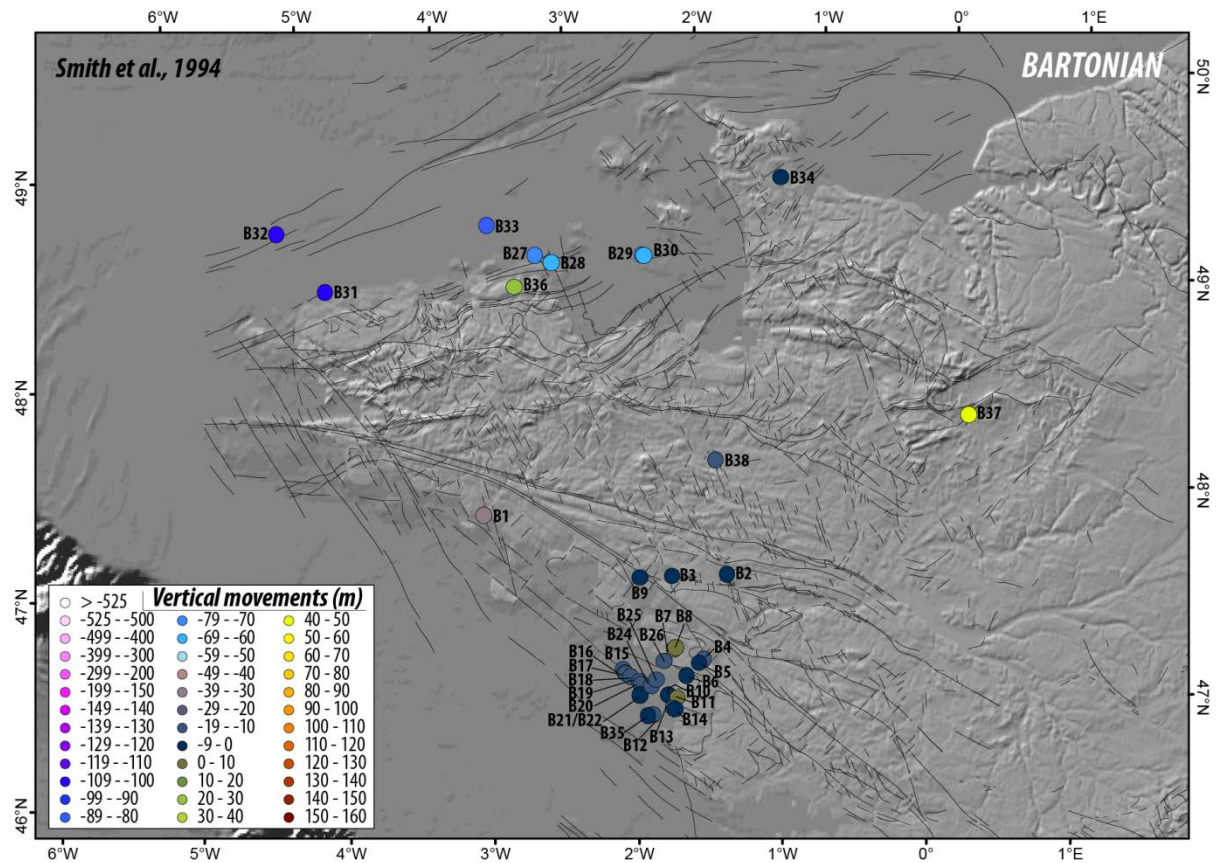 6°W 5°W 4°W 3°W 2°W 1°W 0° 1°E
Smith et al., 1994
BARTONIAN
50°N
49°N
B34
B32
B33
B27
B28
B29
B30
B31
B36
49°N
48°N
B37
B38
48°N
B1
B3
B2
B9
47°N
B25
B7
B8
B24
B26
B4
B16
B15
B17
B5
B18
B6
B19
B10
B20
B11
47°N
B21/B22
B14
B35
B13
B12
46°N
Vertical movements (m)
> -525
-525 - -500
-499 - -400
-399 - -300
-299 - -200
-199 - -150
-149 - -140
-139 - -130
-129 - -120
-119 - -110
-109 - -100
-99 - -90
-89 - -80
-79 - -70
-69 - -60
-59 - -50
-49 - -40
-39 - -30
-29 - -20
-19 - -10
-9 - 0
0 - 10
10 - 20
20 - 30
30 - 40
40 - 50
50 - 60
60 - 70
70 - 80
80 - 90
90 - 100
100 - 110
110 - 120
120 - 130
130 - 140
140 - 150
150 - 160
6°W 5°W 4°W 3°W 2°W 1°W 0° 1°E